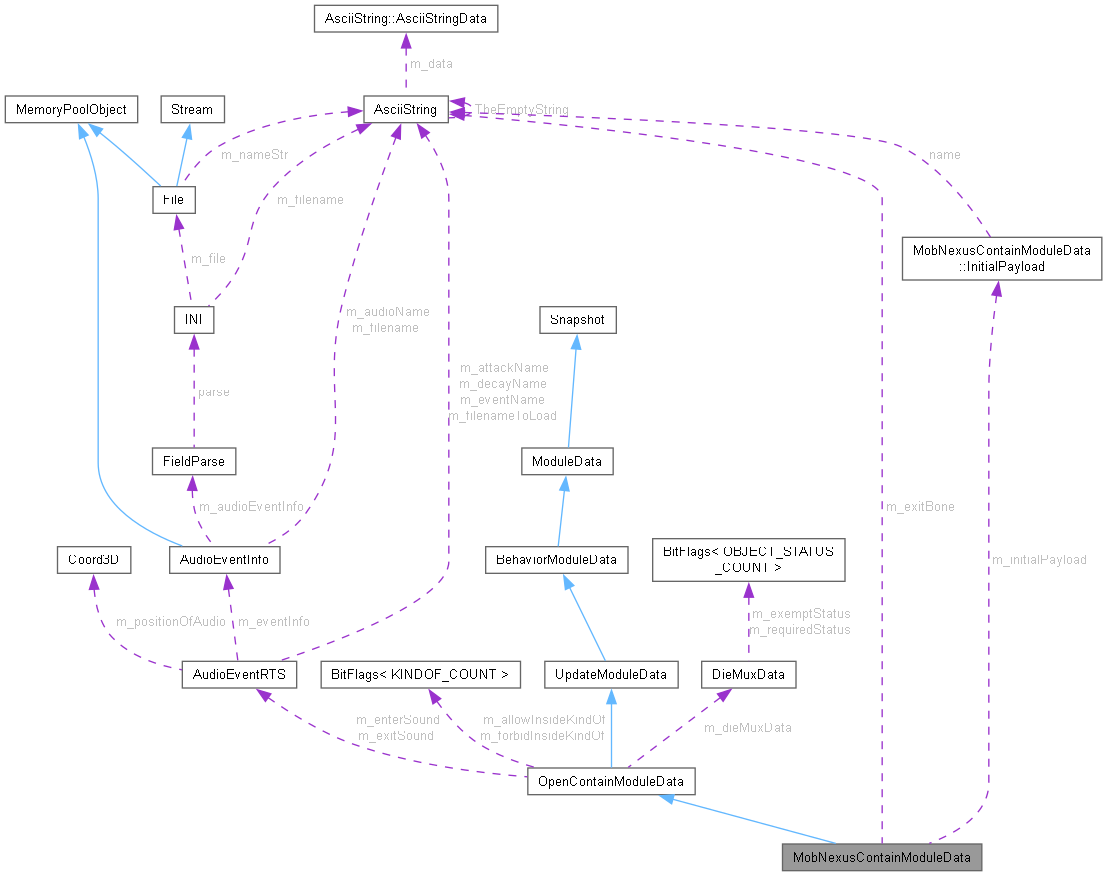 AsciiString::AsciiStringData
m_data
MemoryPoolObject
Stream
AsciiString
TheEmptyString
m_nameStr
name
File
m_filename
MobNexusContainModuleData
::InitialPayload
m_file
INI
m_audioName
m_filename
Snapshot
m_attackName
m_decayName
m_eventName
m_filenameToLoad
parse
FieldParse
ModuleData
m_audioEventInfo
m_exitBone
Coord3D
AudioEventInfo
BehaviorModuleData
BitFlags< OBJECT_STATUS
_COUNT >
m_initialPayload
m_positionOfAudio
m_eventInfo
m_exemptStatus
m_requiredStatus
AudioEventRTS
BitFlags< KINDOF_COUNT >
UpdateModuleData
DieMuxData
m_enterSound
m_exitSound
m_allowInsideKindOf
m_forbidInsideKindOf
m_dieMuxData
OpenContainModuleData
MobNexusContainModuleData